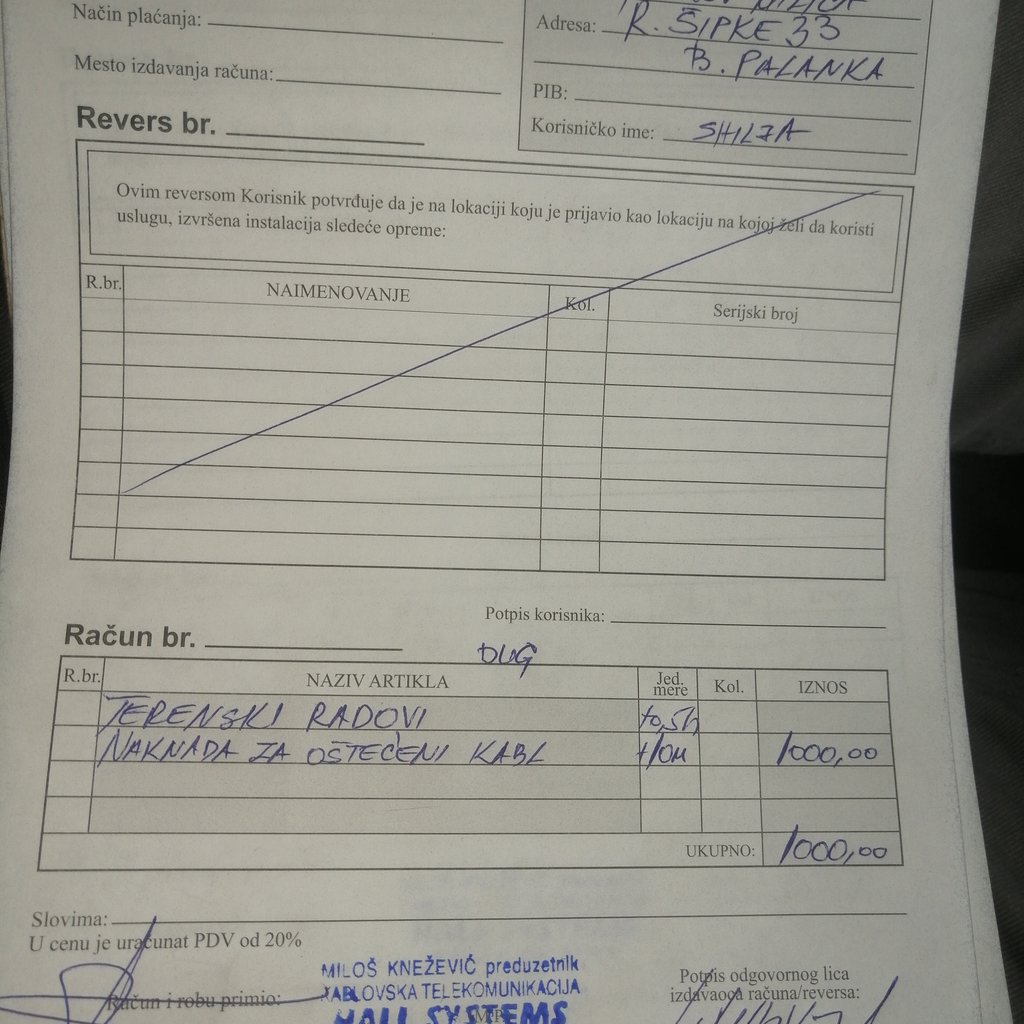 Način plaćanja:
Adresa: R. ŠIPKE 33
B. PALANKA
Mesto izdavanja računa:
PIB:
Korisničko ime: SHILJA
Revers br.
Ovim reversom Korisnik potvrđuje da je na lokaciji koju je prijavio kao lokaciju na kojoj želi da koristi
uslugu, izvršena instalacija sledeće opreme:
R.br. NAIMENOVANJE Kol. Serijski broj
Potpis korisnika:
Račun br.
DUG
R.br. NAZIV ARTIKLA Jed. mere Kol. IZNOS
TERENSKI RADOVI
NAKNADA ZA OŠTEĆENI KABL 1000,00
UKUPNO: 1000,00
Slovima:
U cenu je uračunat PDV od 20%
MILOŠ KNEŽEVIĆ preduzetnik
KABLOVSKA TELEKOMUNIKACIJA
SYSTEMS
Račun i robu primio:
M.P.
Potpis odgovornog lica
izdavaoca računa/reversa: